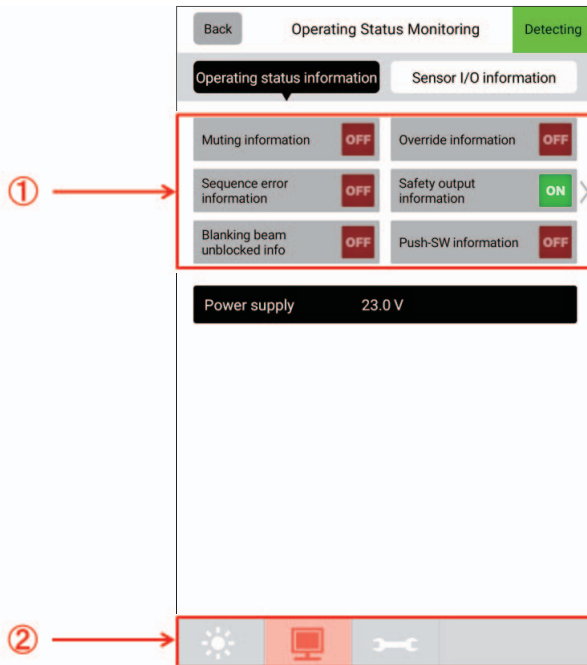 Back
Operating Status Monitoring
Detecting
Operating status information
Sensor I/O information
①
Muting information
OFF
Override information
OFF
Sequence error
information
OFF
Safety output
information
ON
Blanking beam
unblocked info
OFF
Push-SW information
OFF
Power supply 23.0 V
②